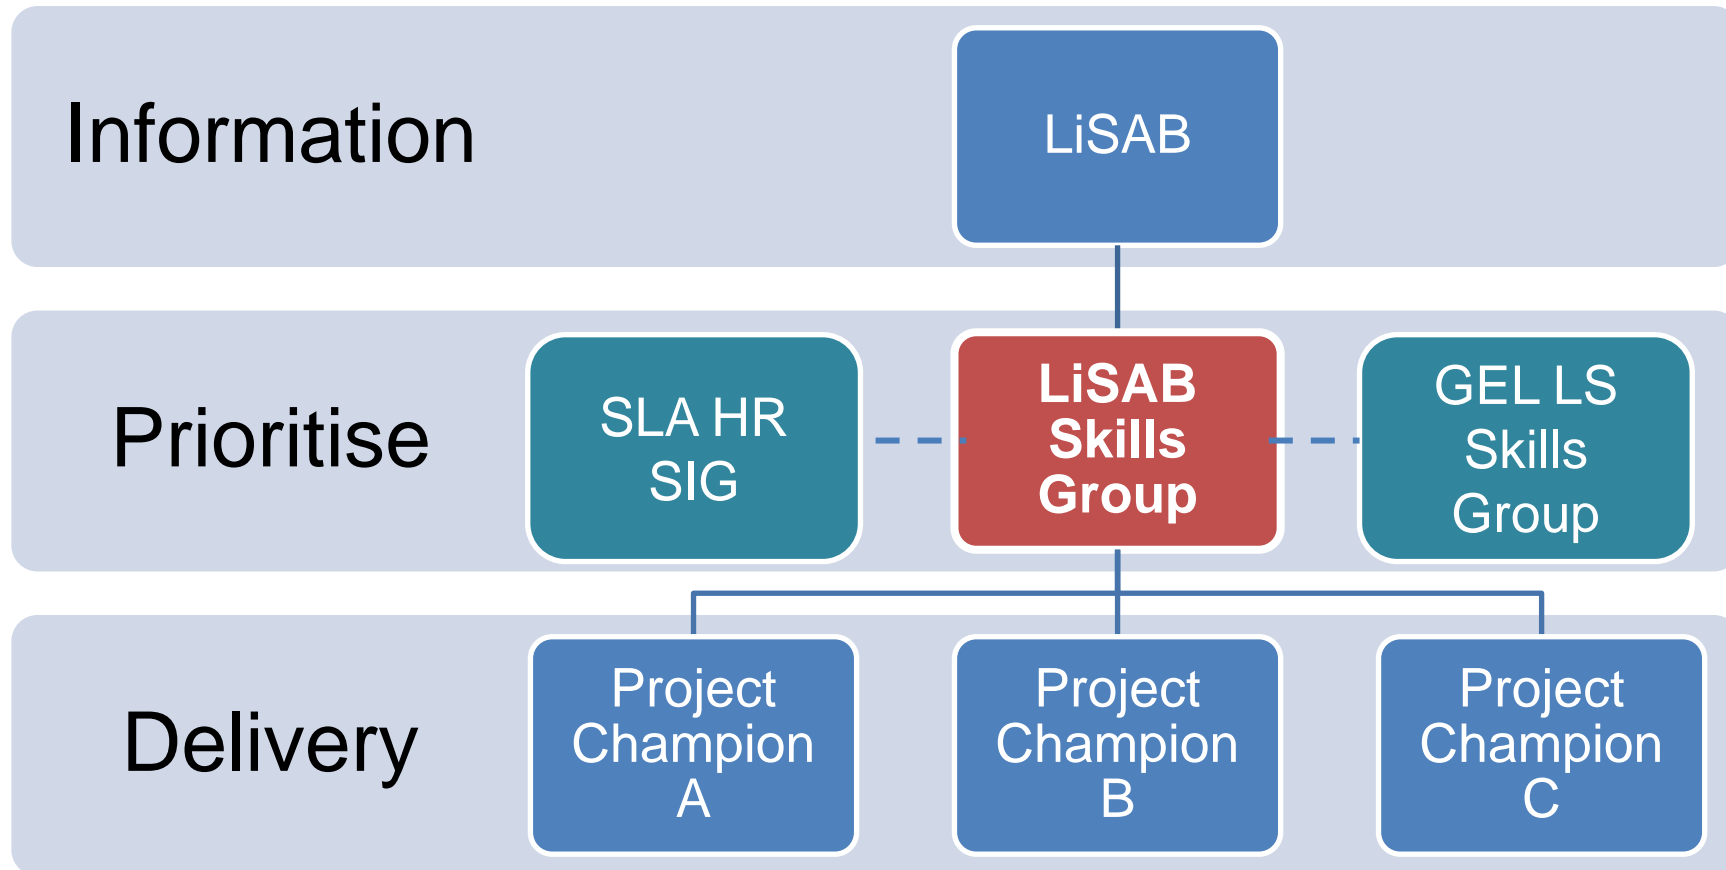 Information
LiSAB
Prioritise
SLA HR
SIG
LiSAB
Skills
Group
GEL LS
Skills
Group
Delivery
Project
Champion
A
Project
Champion
B
Project
Champion
C